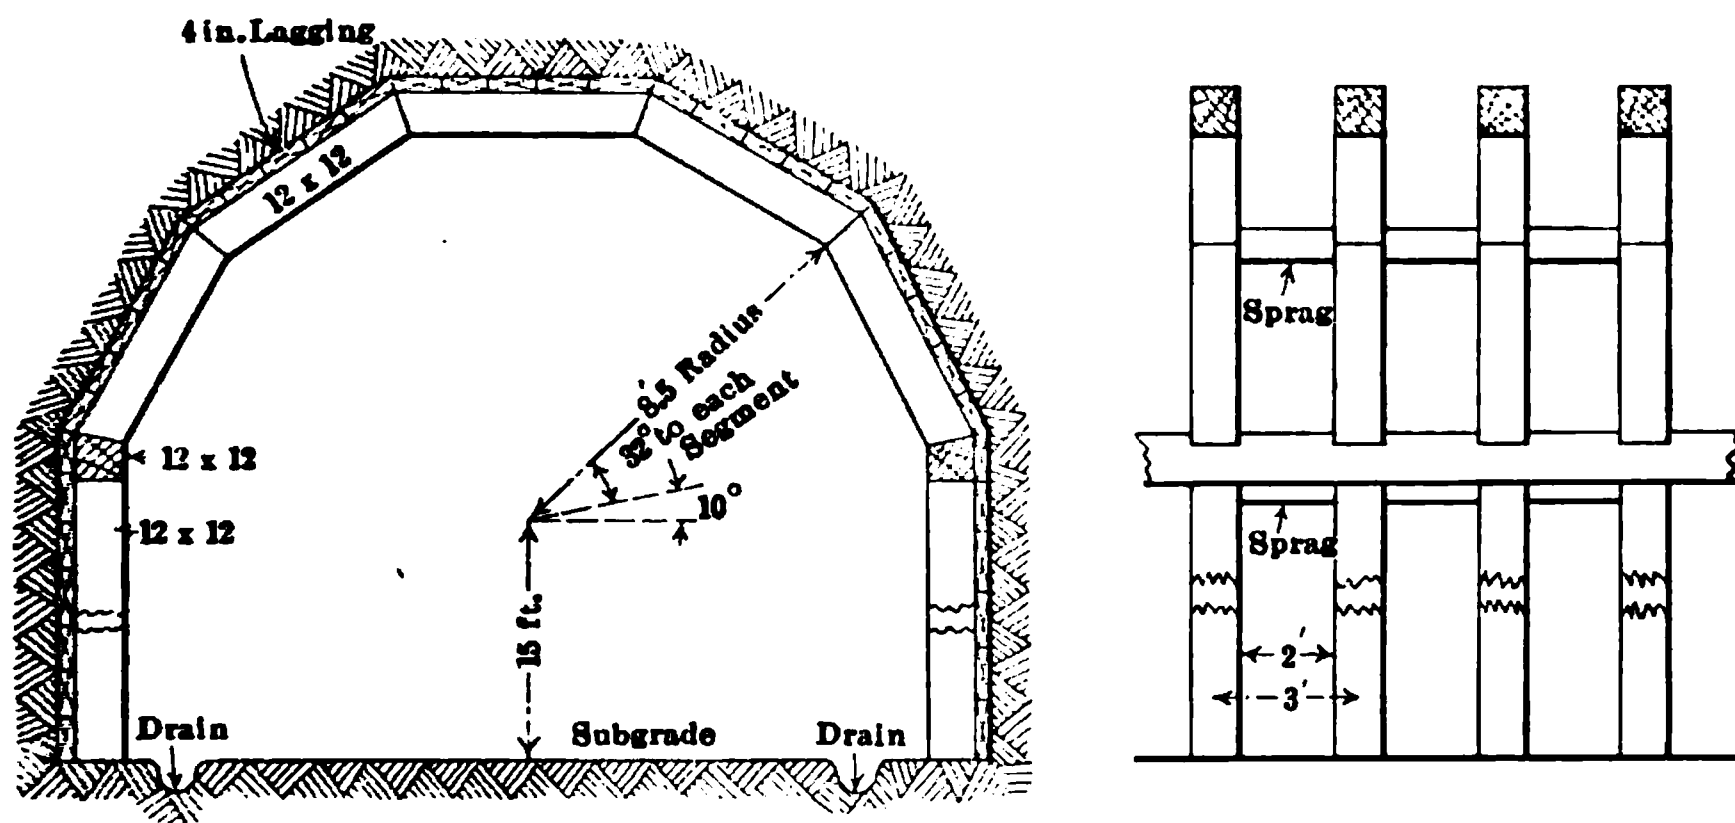 4 in. Lagging
12 x 12
8.5' Radius
32° to each
Segment
10°
12 x 12
12 x 12
15 ft.
Drain
Subgrade
Drain
Sprag
Sprag
2'
3'